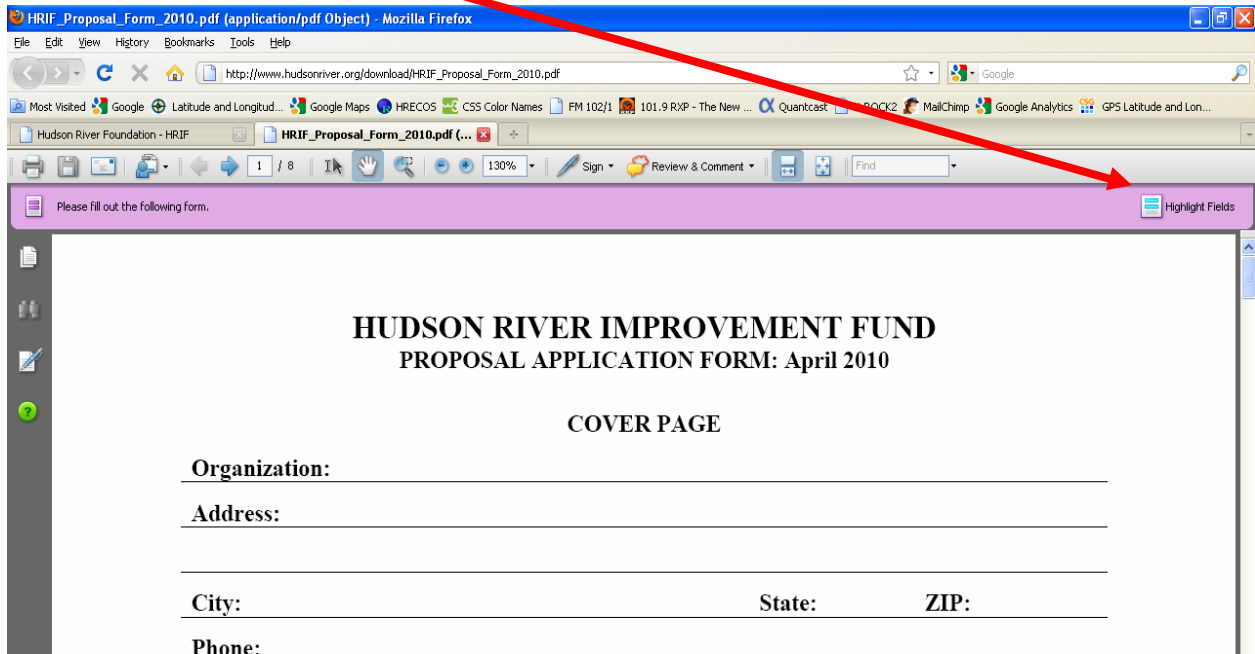 HRIF_Proposal_Form_2010.pdf (application/pdf Object) - Mozilla Firefox
File Edit View History Bookmarks Tools Help
http://www.hudsonriver.org/download/HRIF_Proposal_Form_2010.pdf Google
Most Visited Google Latitude and Longitud... Google Maps HRECOS CSS Color Names FM 102/1 101.9 RXP - The New ... Quantcast OCK2 MailChimp Google Analytics GPS Latitude and Lon...
Hudson River Foundation - HRIF HRIF_Proposal_Form_2010.pdf (...
1 / 8 130% Sign Review & Comment Find
Please fill out the following form. Highlight Fields
HUDSON RIVER IMPROVEMENT FUND
PROPOSAL APPLICATION FORM: April 2010
COVER PAGE
Organization:
Address:
City: State: ZIP:
Phone: